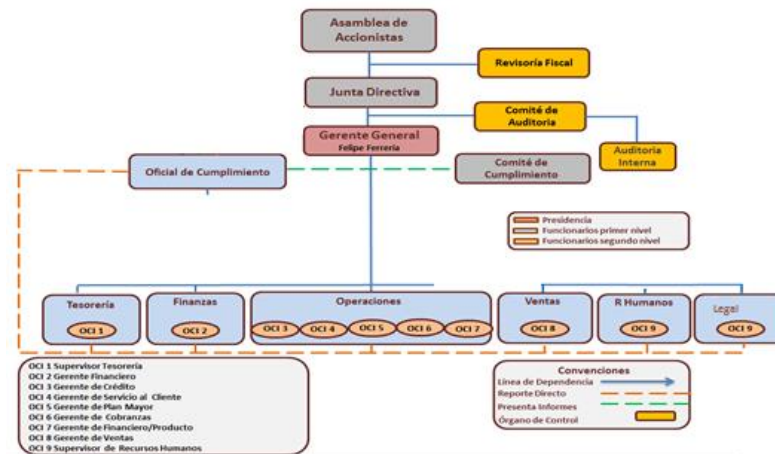 Asamblea de
Accionistas
Revisoría Fiscal
Junta Directiva
Comité de
Auditoria
Gerente General
Felipe Ferrería
Auditoria
Interna
Oficial de Cumplimiento
Comité de
Cumplimiento
Presidencia
Funcionarios primer nivel
Funcionarios segundo nivel
Tesorería
Finanzas
Operaciones
Ventas
R Humanos
Legal
OCI 1
OCI 2
OCI 3
OCI 4
OCI 5
OCI 6
OCI 7
OCI 8
OCI 9
OCI 9
OCI 1 Supervisor Tesorería
OCI 2 Gerente Financiero
OCI 3 Gerente de Crédito
OCI 4 Gerente de Servicio al Cliente
OCI 5 Gerente de Plan Mayor
OCI 6 Gerente de Cobranzas
OCI 7 Gerente de Financiero/Producto
OCI 8 Gerente de Ventas
OCI 9 Supervisor de Recursos Humanos
Convenciones
Línea de Dependencia
Reporte Directo
Presenta Informes
Órgano de Control